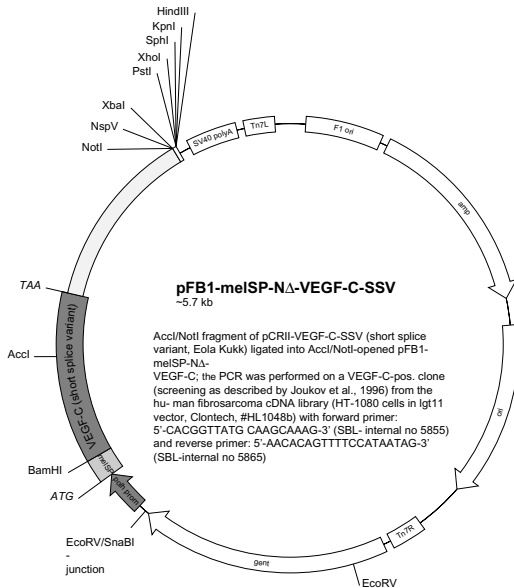 HindIII
KpnI
SphI
XhoI
PstI
XbaI
NspV
NotI
SV40 polyA
Tn7L
F1 ori
amp
TAA
pFB1-melSP-NΔ-VEGF-C-SSV
~5.7 kb
AccI/NotI fragment of pCRII-VEGF-C-SSV (short splice
variant, Eola Kukk) ligated into AccI/NotI-opened pFB1-
melSP-NΔ-
VEGF-C; the PCR was performed on a VEGF-C-pos. clone
(screening as described by Joukov et al., 1996) from the
hu- man fibrosarcoma cDNA library (HT-1080 cells in lgt11
vector, Clontech, #HL1048b) with forward primer:
5'-CACGGTTATG CAAGCAAAG-3' (SBL- internal no 5855)
and reverse primer: 5'-AACACAGTTTTCCATAATAG-3'
(SBL-internal no 5865)
AccI
VEGF-C (short splice variant)
ori
BamHI
melSP
ATG
polh prom
EcoRV/SnaBI
-
junction
gent
Tn7R
EcoRV